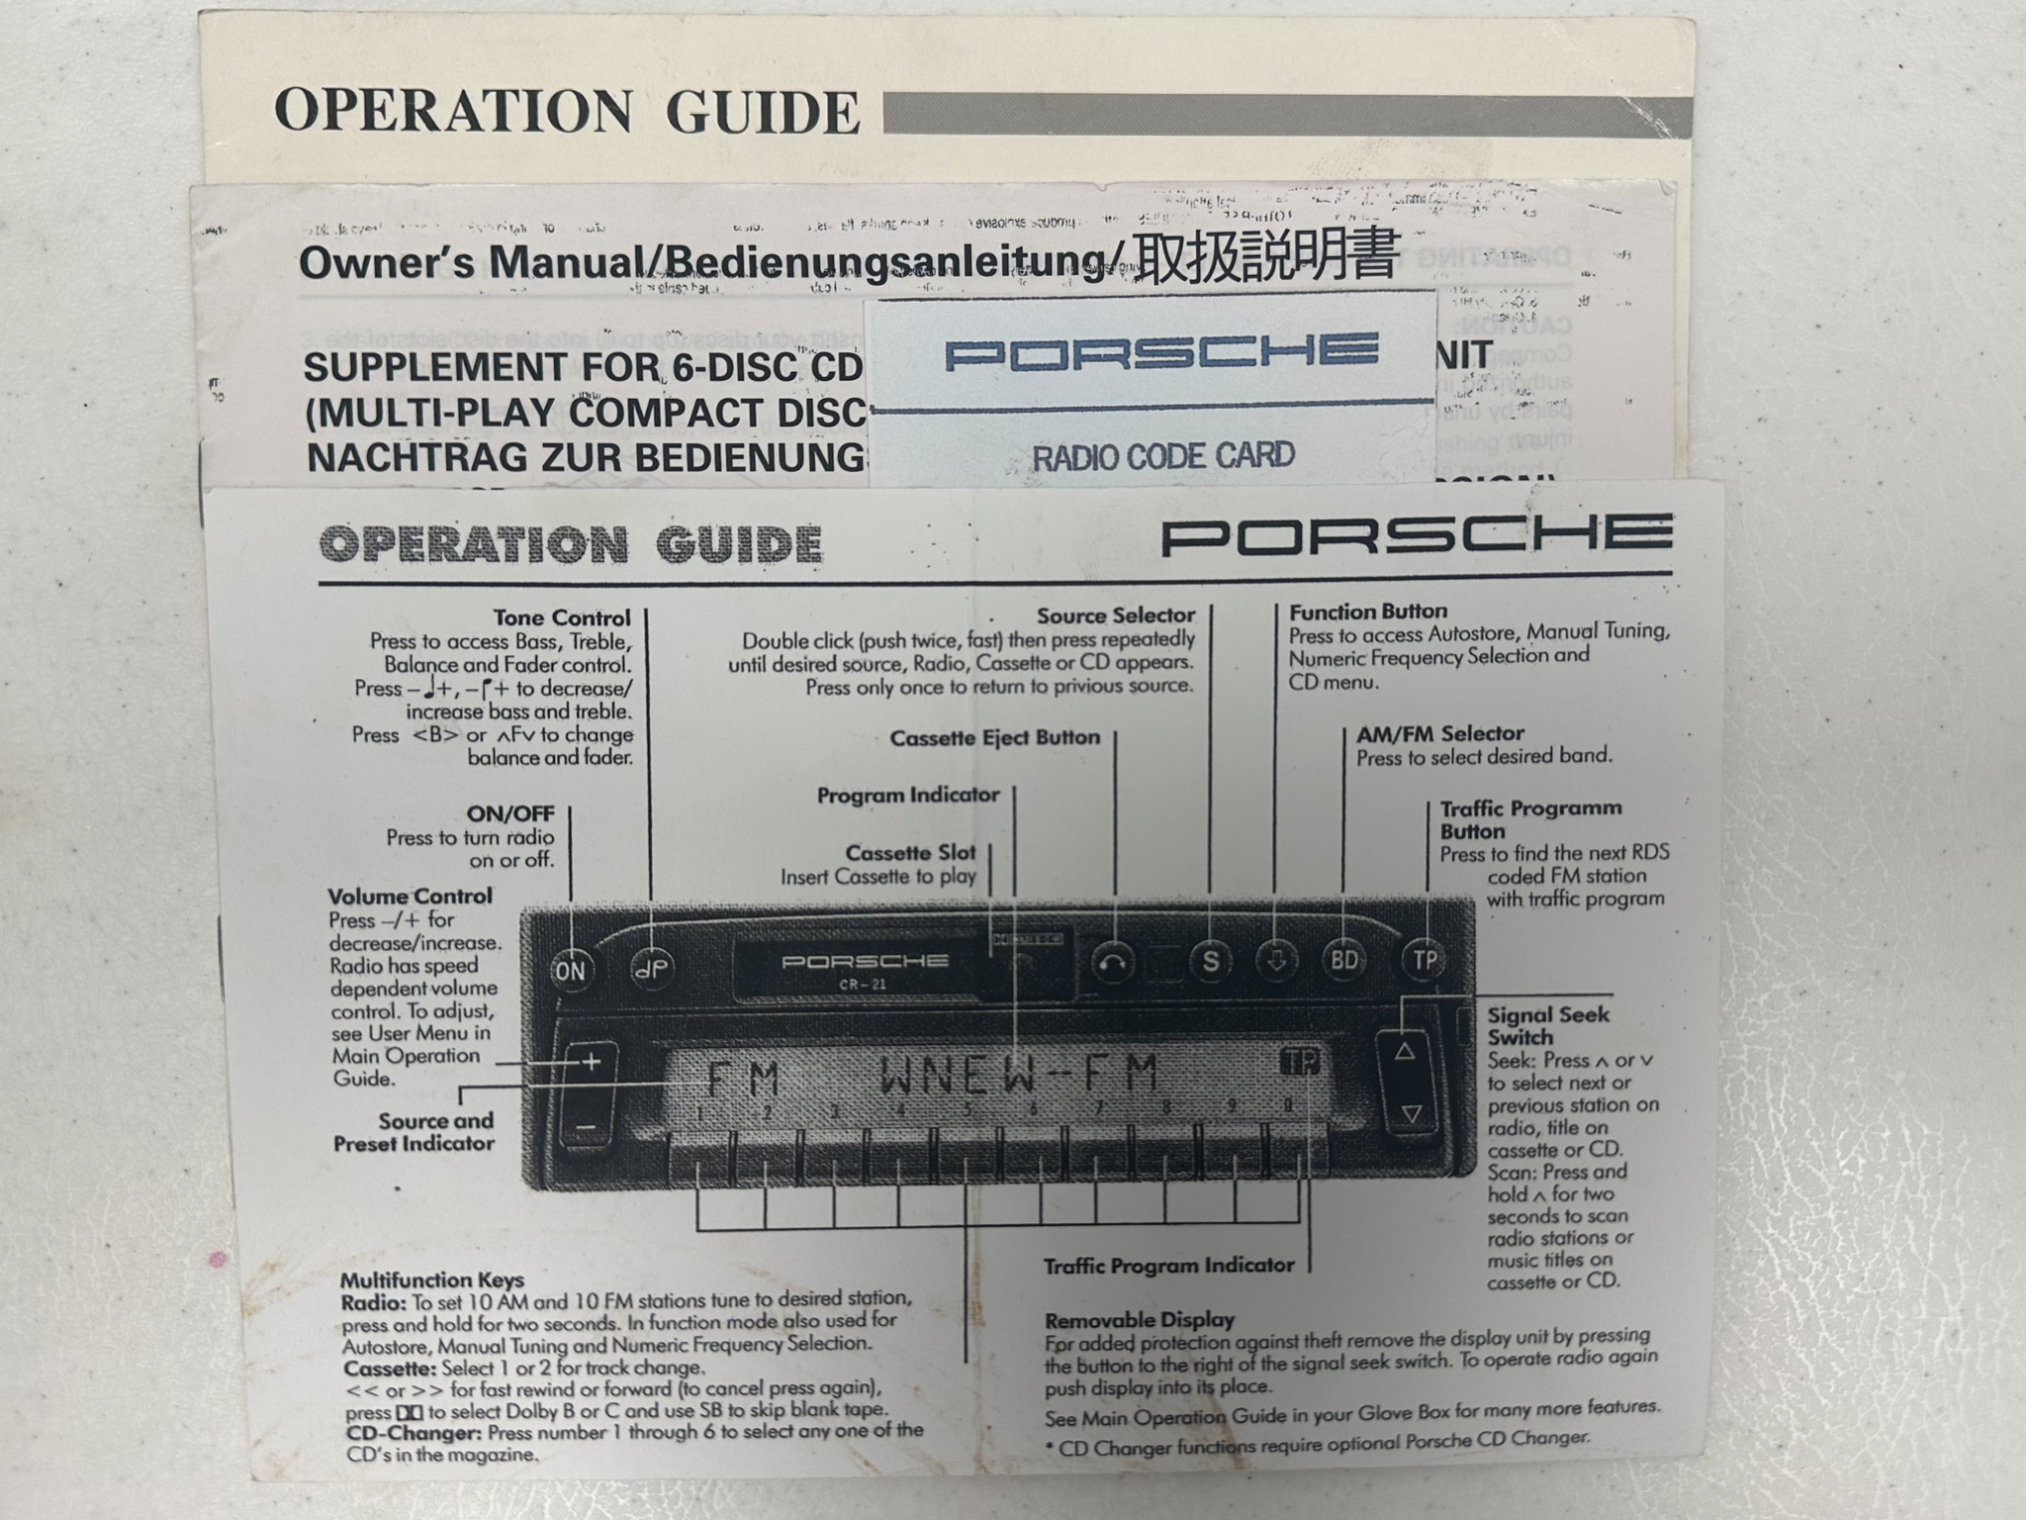 OPERATION GUIDE
Owner's Manual/Bedienungsanleitung/取扱説明書
SUPPLEMENT FOR 6-DISC CD
NIT
(MULTI-PLAY COMPACT DISC
NACHTRAG ZUR BEDIENUNG
PORSCHE
RADIO CODE CARD
OPERATION GUIDE
PORSCHE
Tone Control
Press to access Bass, Treble,
Balance and Fader control.
Press –♩+, –┌+ to decrease/
increase bass and treble.
Press <B> or ∧F∨ to change
balance and fader.
ON/OFF
Press to turn radio
on or off.
Volume Control
Press –/+ for
decrease/increase.
Radio has speed
dependent volume
control. To adjust,
see User Menu in
Main Operation
Guide.
Source and
Preset Indicator
Source Selector
Double click (push twice, fast) then press repeatedly
until desired source, Radio, Cassette or CD appears.
Press only once to return to privious source.
Cassette Eject Button
Program Indicator
Cassette Slot
Insert Cassette to play
Function Button
Press to access Autostore, Manual Tuning,
Numeric Frequency Selection and
CD menu.
AM/FM Selector
Press to select desired band.
Traffic Programm
Button
Press to find the next RDS
coded FM station
with traffic program
ON
PORSCHE
CR-21
S
BD
TP
+
–
FM WNEW-FM TP
1 2 3 4 5 6 7 8 9 0
Signal Seek
Switch
Seek: Press ∧ or ∨
to select next or
previous station on
radio, title on
cassette or CD.
Scan: Press and
hold ∧ for two
seconds to scan
radio stations or
music titles on
cassette or CD.
Traffic Program Indicator
Multifunction Keys
Radio: To set 10 AM and 10 FM stations tune to desired station,
press and hold for two seconds. In function mode also used for
Autostore, Manual Tuning and Numeric Frequency Selection.
Cassette: Select 1 or 2 for track change.
<< or >> for fast rewind or forward (to cancel press again),
press to select Dolby B or C and use SB to skip blank tape.
CD-Changer: Press number 1 through 6 to select any one of the
CD's in the magazine.
Removable Display
For added protection against theft remove the display unit by pressing
the button to the right of the signal seek switch. To operate radio again
push display into its place.
See Main Operation Guide in your Glove Box for many more features.
* CD Changer functions require optional Porsche CD Changer.